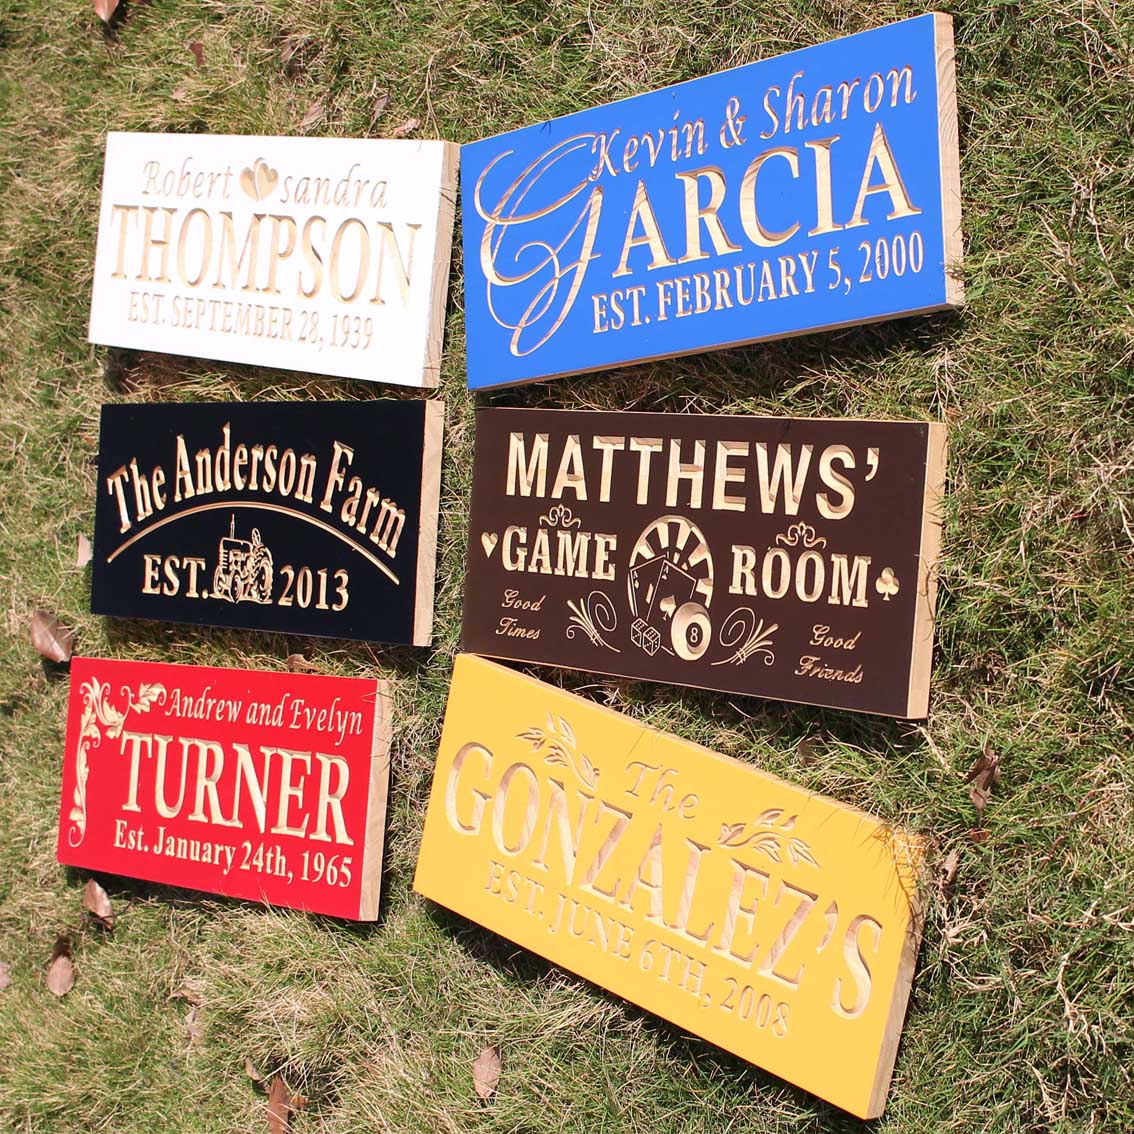 Robert sandra
THOMPSON
EST. SEPTEMBER 28, 1939
Kevin & Sharon
GARCIA
EST. FEBRUARY 5, 2000
The Anderson Farm
EST. 2013
MATTHEWS’
GAME ROOM
Good Times
Good Friends
8
Andrew and Evelyn
TURNER
Est. January 24th, 1965
The
GONZALEZ’S
EST. JUNE 6TH, 2008